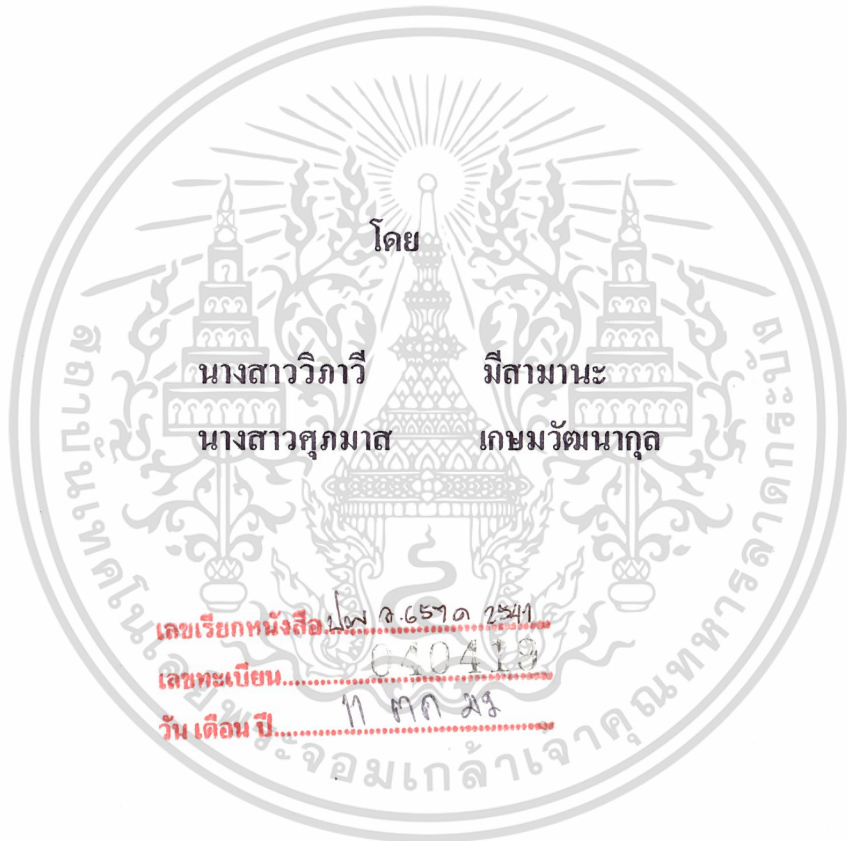 โดย
นางสาววิภาวี มีสามานะ
นางสาวศุภมาส เกษมวัฒนากุล
เลขเรียกหนังสือ 2541
เลขทะเบียน 040419
วัน เดือน ปี 11
สถาบันเทคโนโลยีพระจอมเกล้าเจ้าคุณทหารลาดกระบัง